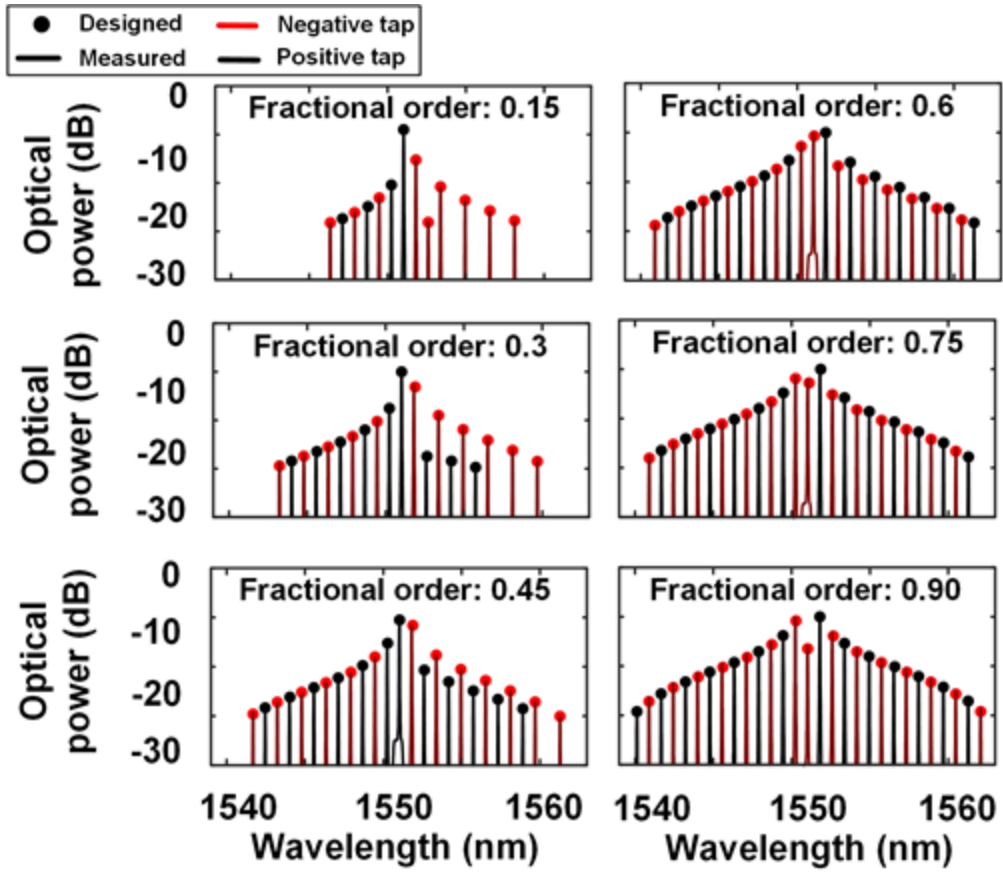 Designed
Negative tap
Measured
Positive tap
Fractional order: 0.15
Fractional order: 0.6
0
-10
-20
-30
Optical
power (dB)
Fractional order: 0.3
Fractional order: 0.75
0
-10
-20
-30
Optical
power (dB)
Fractional order: 0.45
Fractional order: 0.90
0
-10
-20
-30
Optical
power (dB)
1540 1550 1560
1540 1550 1560
Wavelength (nm)
Wavelength (nm)